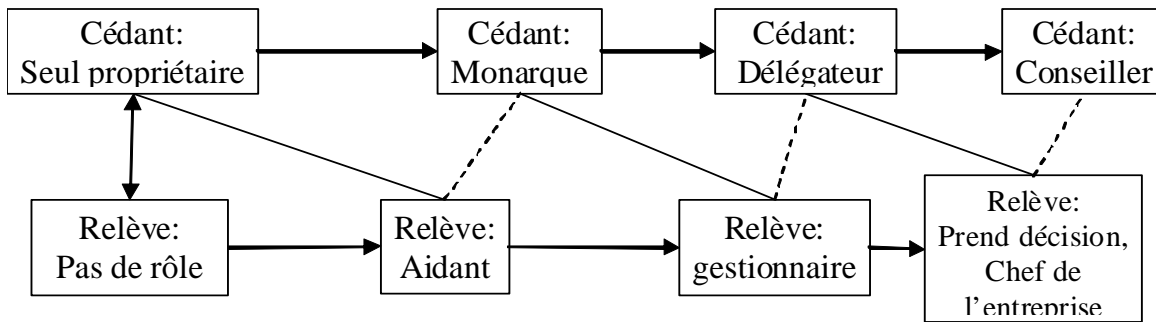 Cédant:
Seul propriétaire
Cédant:
Monarque
Cédant:
Délégateur
Cédant:
Conseiller
Relève:
Pas de rôle
Relève:
Aidant
Relève:
gestionnaire
Relève:
Prend décision,
Chef de
l’entreprise